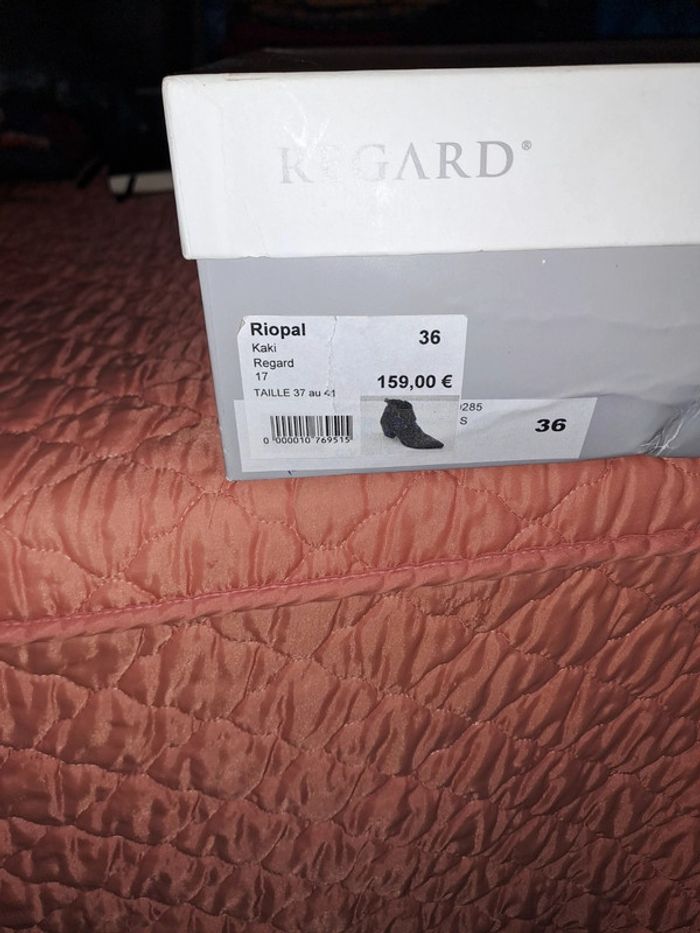 REGARD®
Riopal
36
Kaki
Regard
17
159,00 €
TAILLE 37 au 41
0285
S
36
0 000010 769515